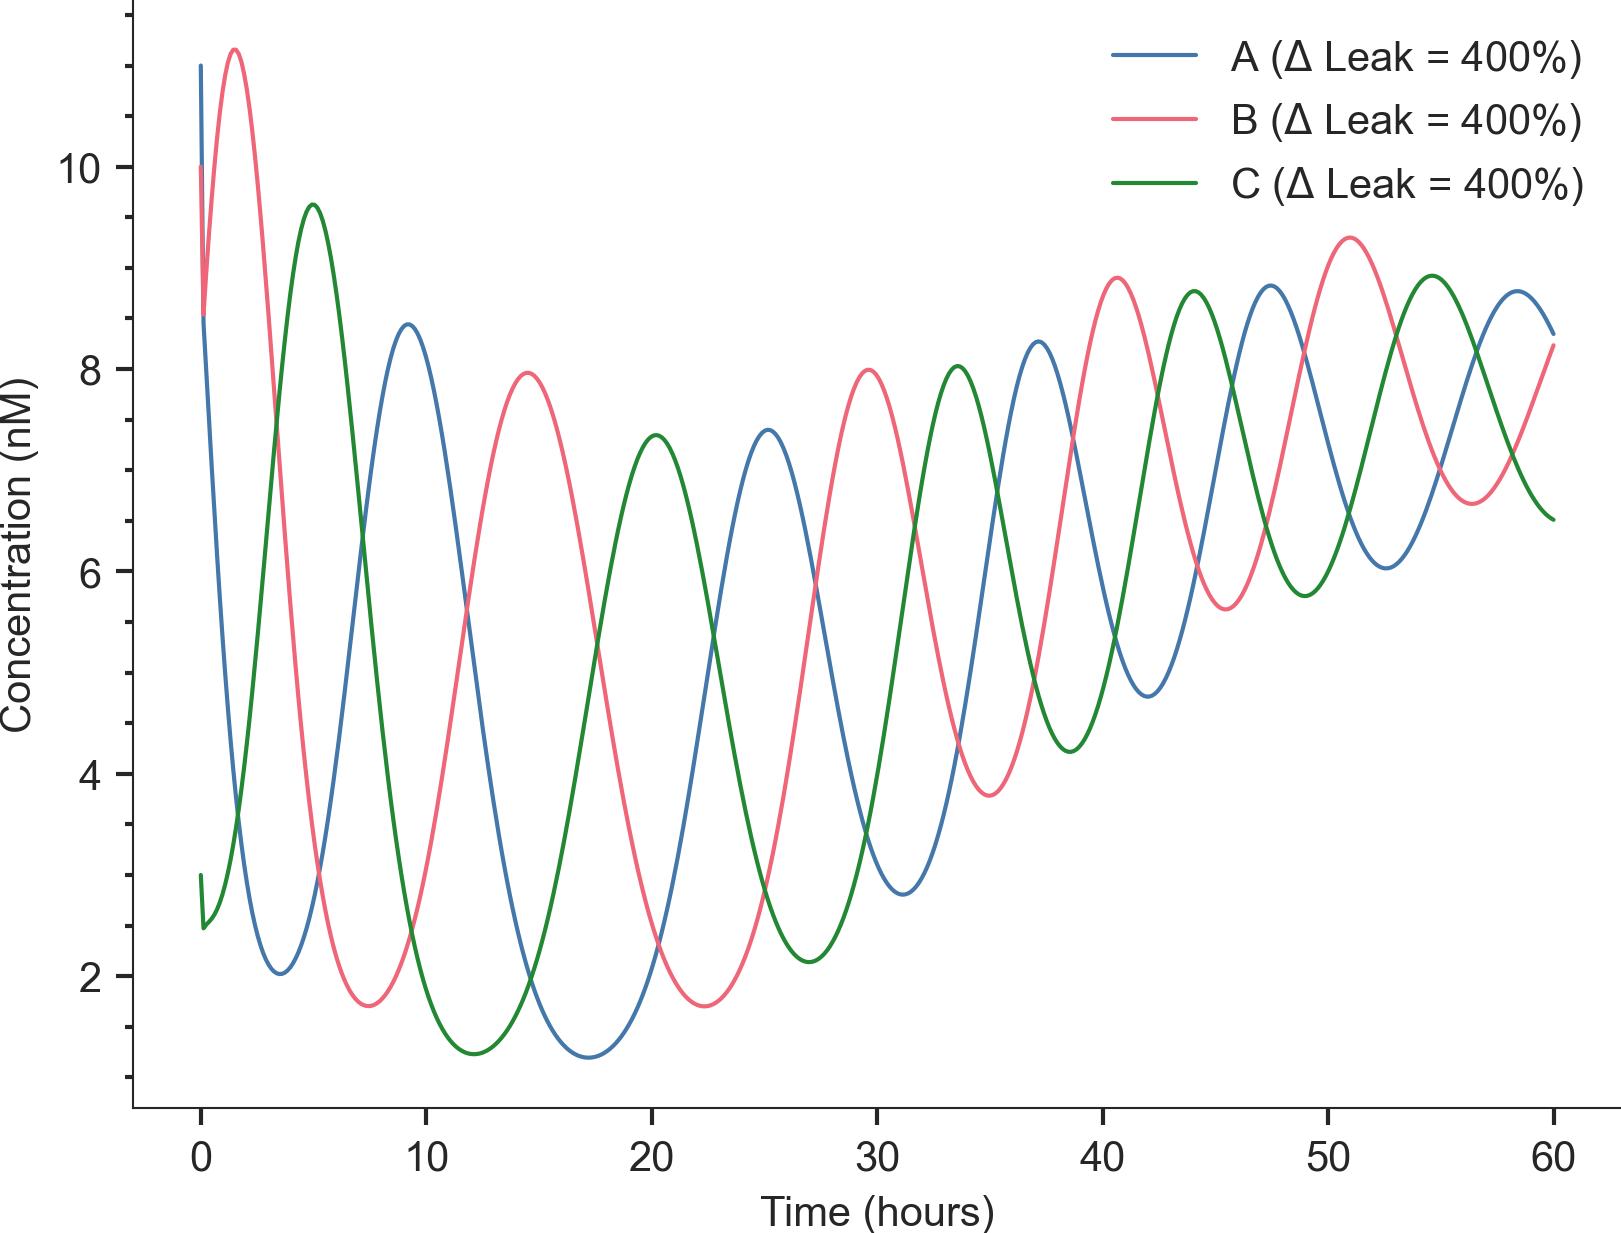 A (Δ Leak = 400%)
B (Δ Leak = 400%)
C (Δ Leak = 400%)
Concentration (nM)
10
8
6
4
2
0 10 20 30 40 50 60
Time (hours)